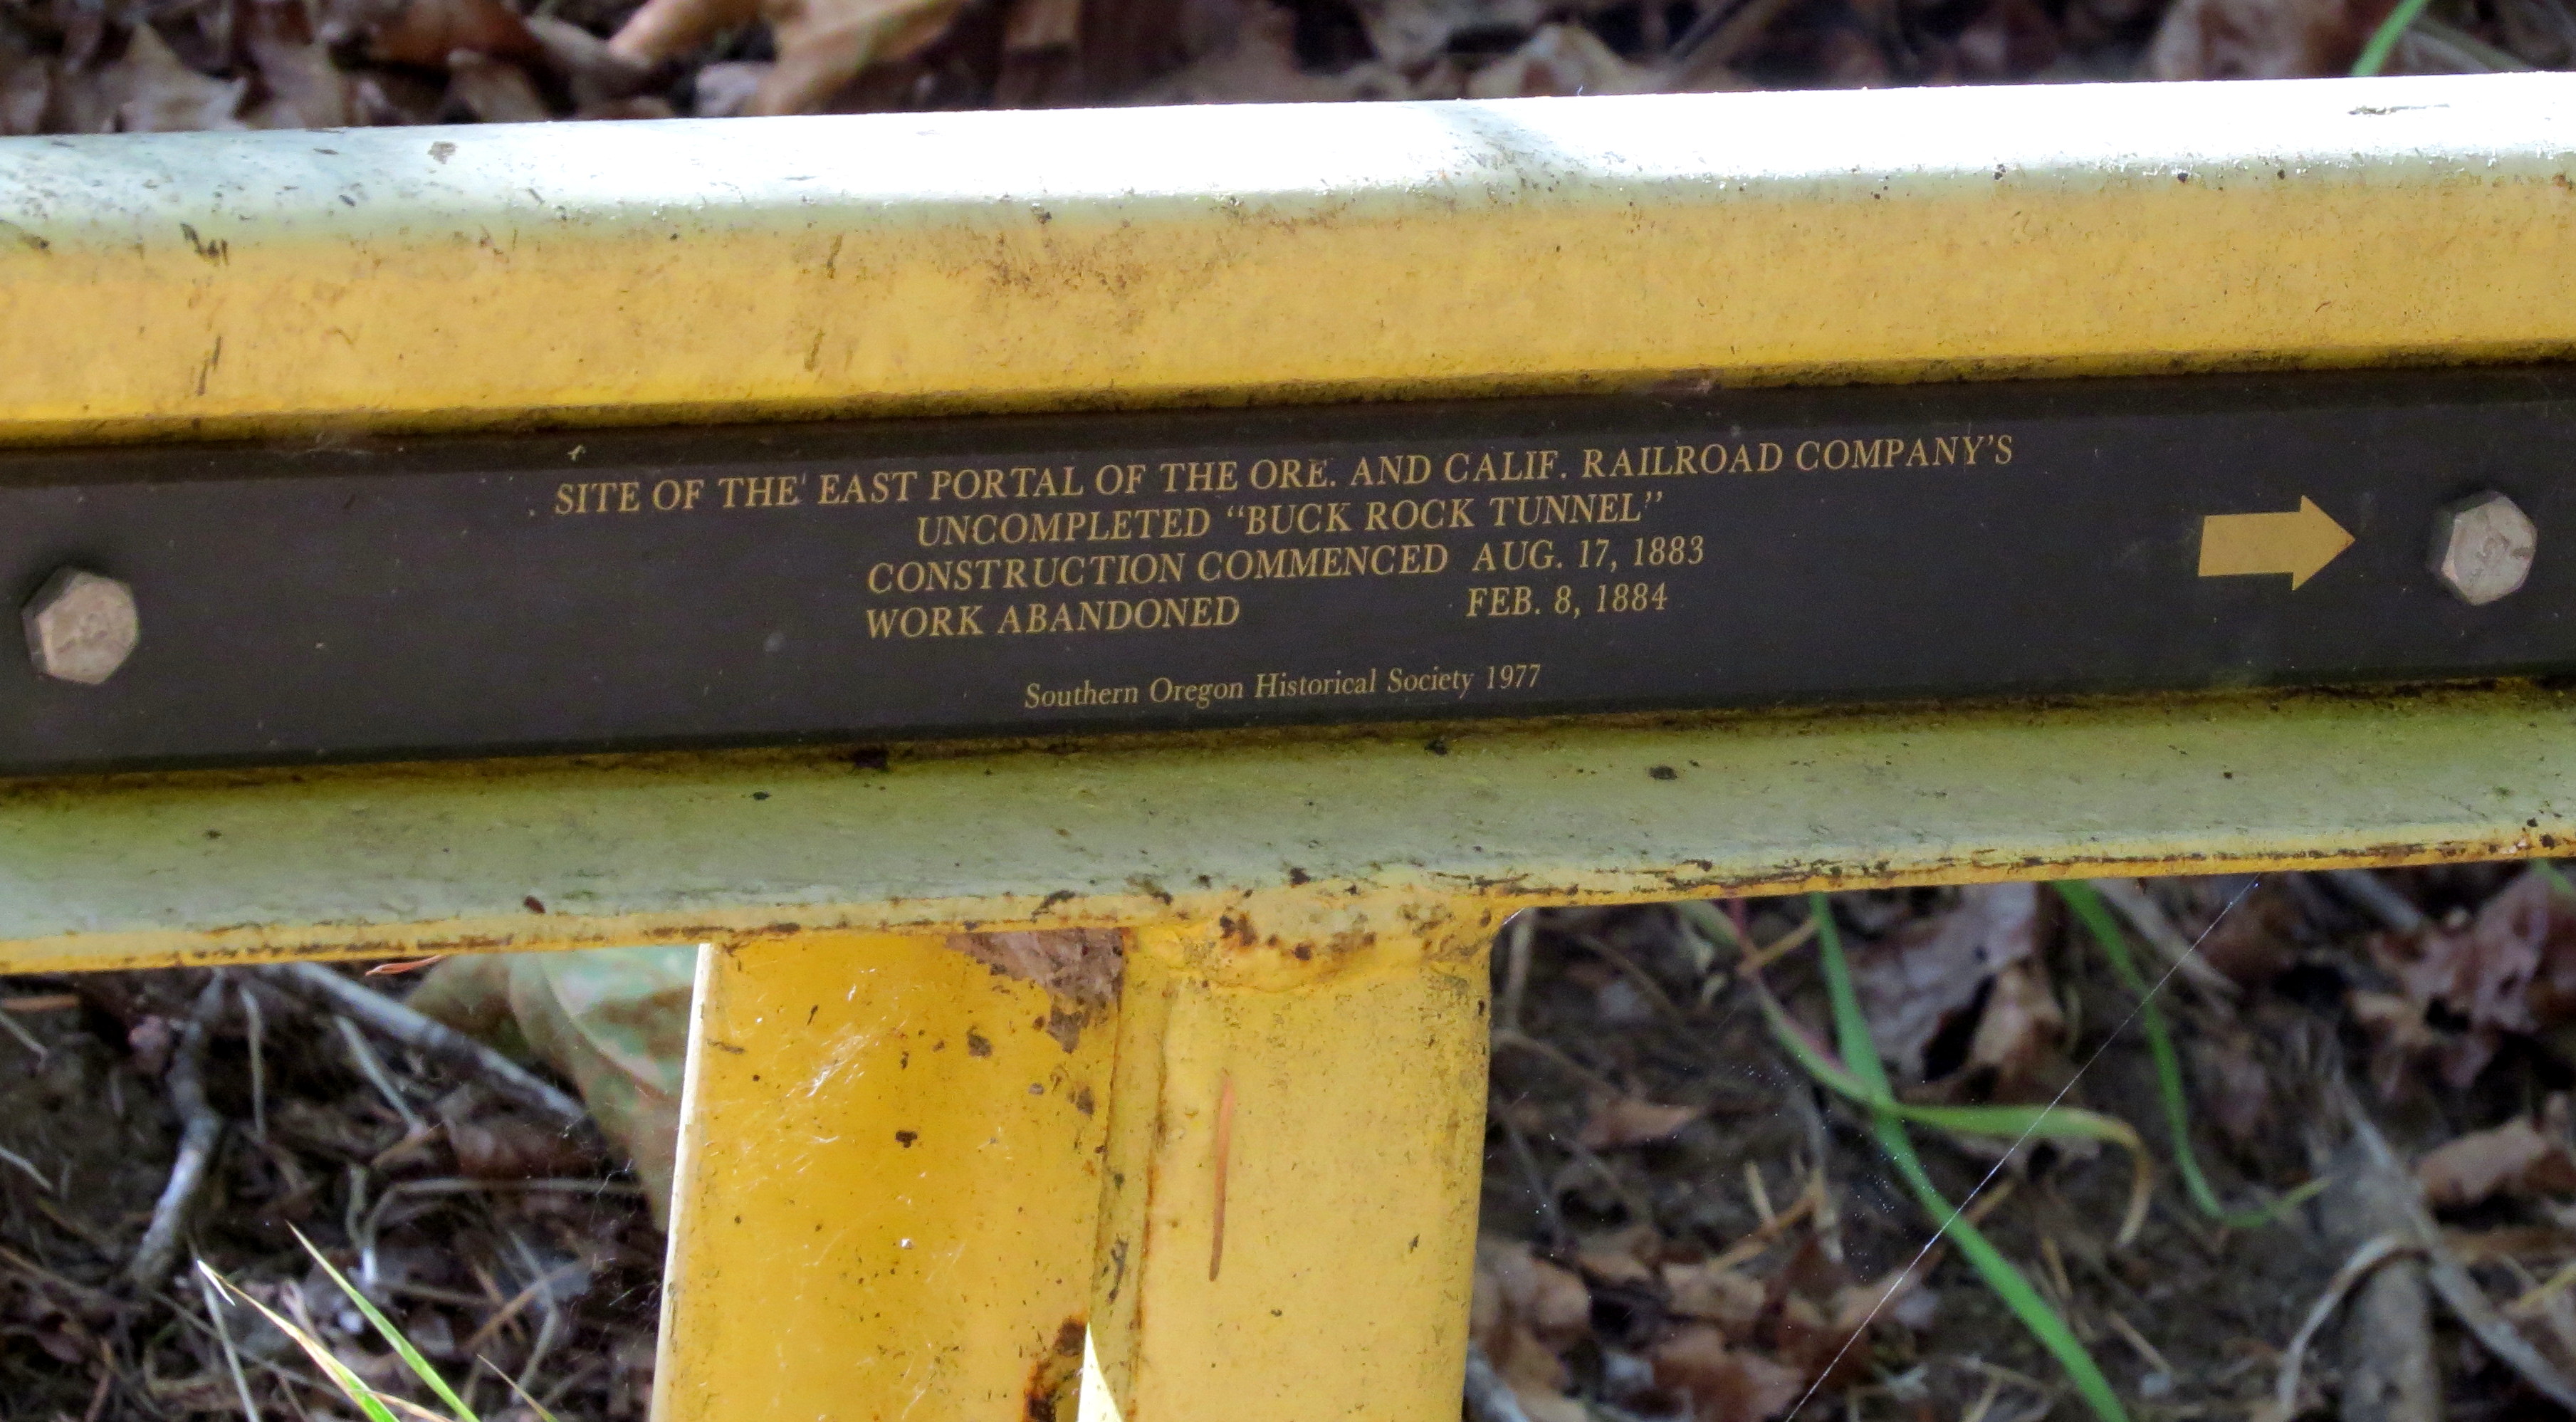 SITE OF THE EAST PORTAL OF THE ORE. AND CALIF. RAILROAD COMPANY'S
UNCOMPLETED "BUCK ROCK TUNNEL"
CONSTRUCTION COMMENCED AUG. 17, 1883
WORK ABANDONED FEB. 8, 1884
Southern Oregon Historical Society 1977